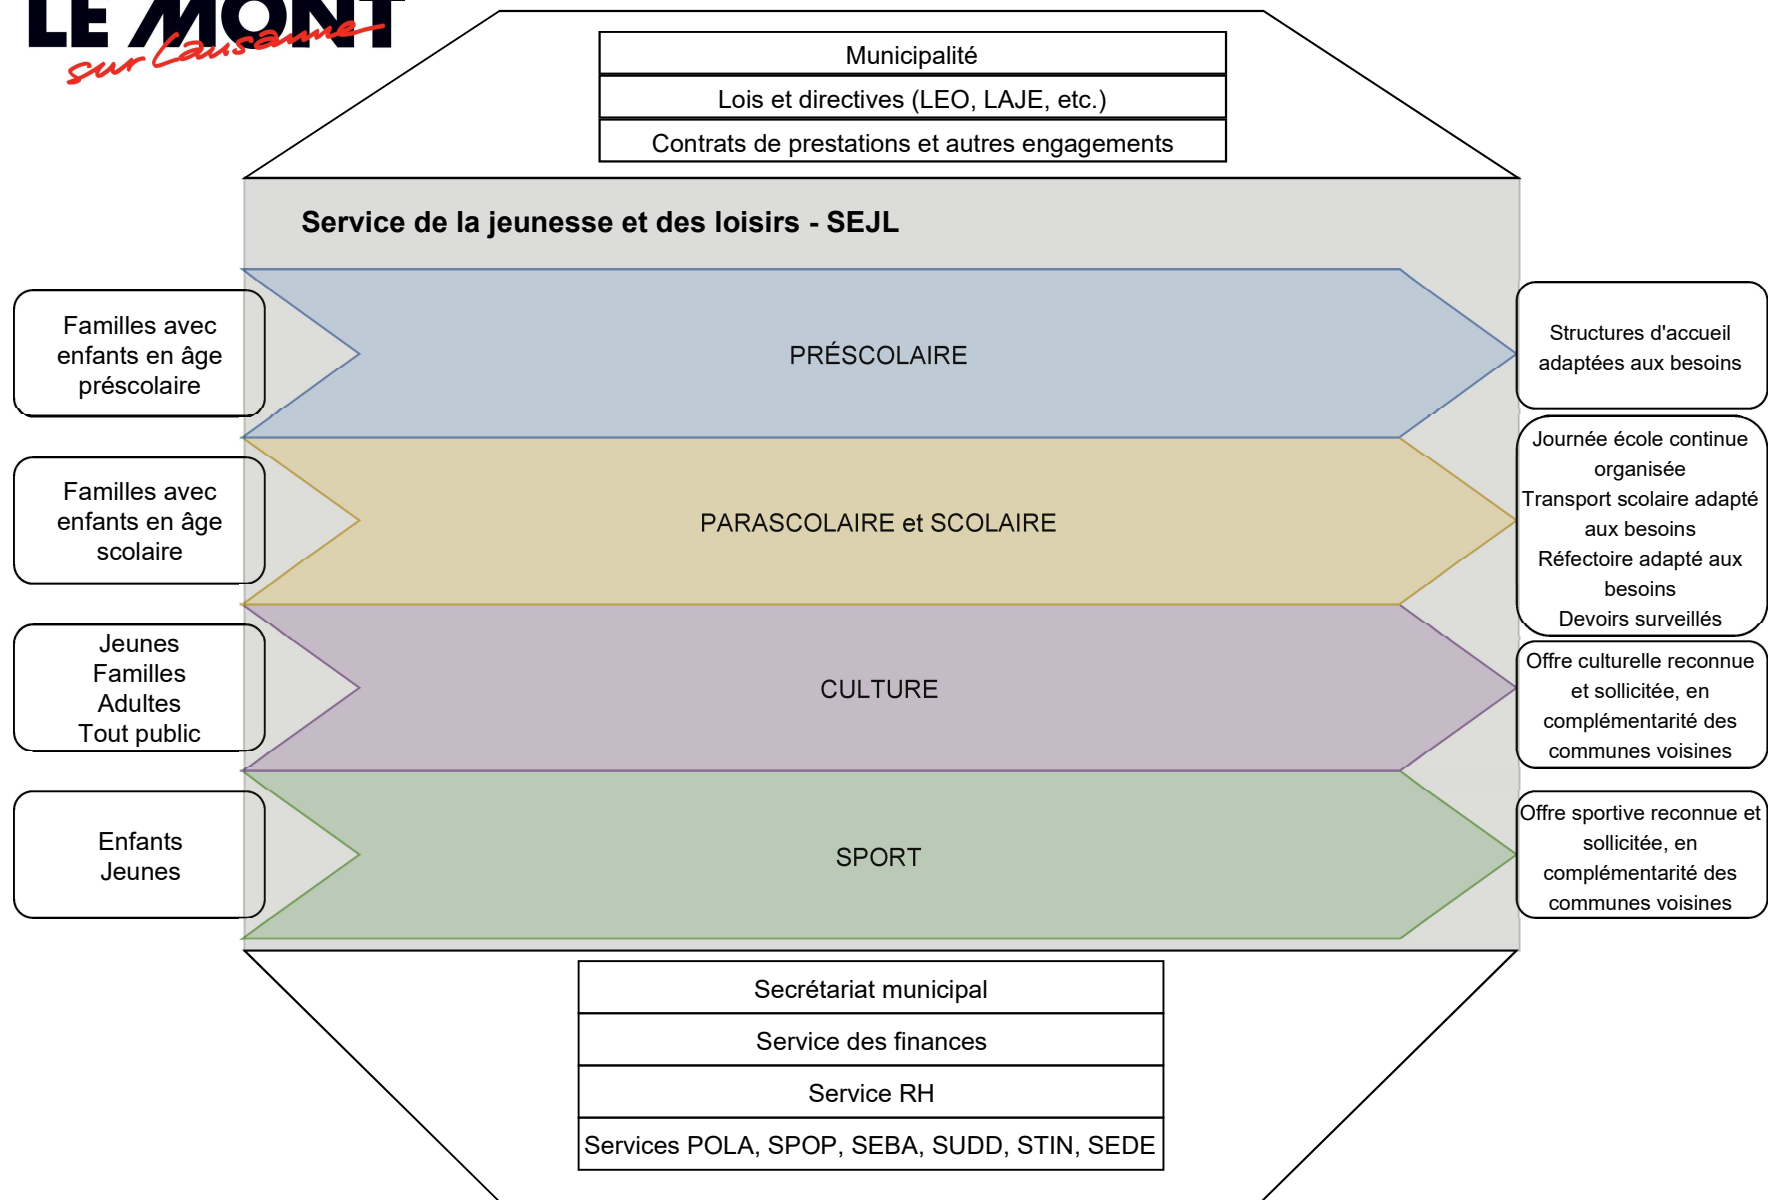 LE MONT
sur Lausanne
Municipalité
Lois et directives (LEO, LAJE, etc.)
Contrats de prestations et autres engagements
Service de la jeunesse et des loisirs - SEJL
Familles avec
enfants en âge
préscolaire
PRÉSCOLAIRE
Structures d'accueil
adaptées aux besoins
Familles avec
enfants en âge
scolaire
PARASCOLAIRE et SCOLAIRE
Journée école continue
organisée
Transport scolaire adapté
aux besoins
Réfectoire adapté aux
besoins
Devoirs surveillés
Jeunes
Familles
Adultes
Tout public
CULTURE
Offre culturelle reconnue
et sollicitée, en
complémentarité des
communes voisines
Enfants
Jeunes
SPORT
Offre sportive reconnue et
sollicitée, en
complémentarité des
communes voisines
Secrétariat municipal
Service des finances
Service RH
Services POLA, SPOP, SEBA, SUDD, STIN, SEDE